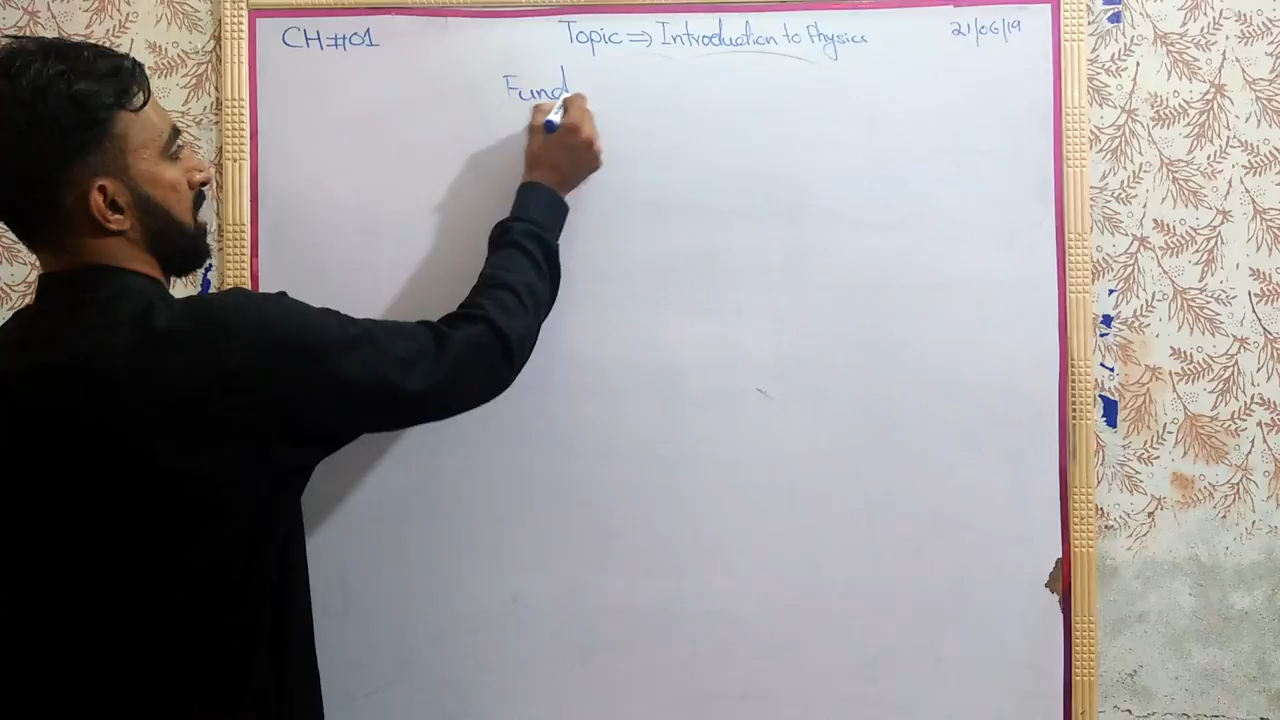 CH#01 Topic ⇒ Introduction to Physics 21/06/19
Fund